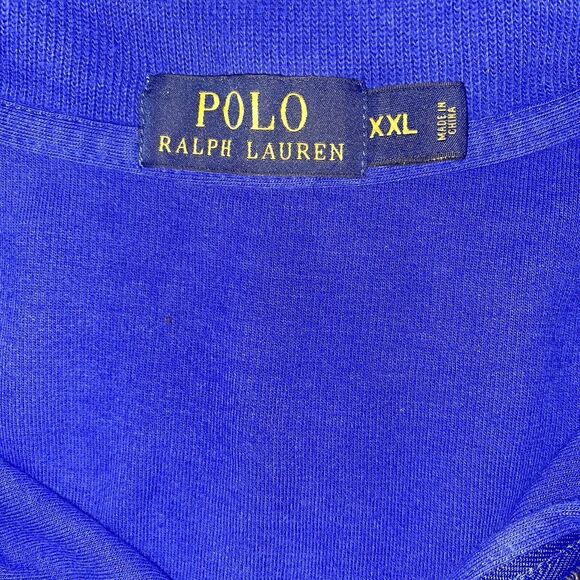 POLO
RALPH LAUREN
XXL
MADE IN
CHINA